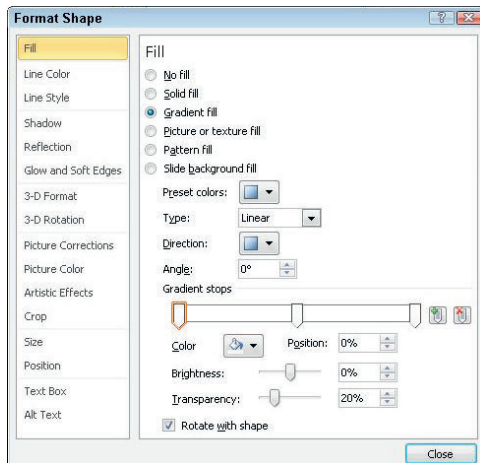 Format Shape
Fill
Line Color
Line Style
Shadow
Reflection
Glow and Soft Edges
3-D Format
3-D Rotation
Picture Corrections
Picture Color
Artistic Effects
Crop
Size
Position
Text Box
Alt Text
Fill
No fill
Solid fill
Gradient fill
Picture or texture fill
Pattern fill
Slide background fill
Preset colors:
Type: Linear
Direction:
Angle: 0°
Gradient stops
Color Position: 0%
Brightness: 0%
Transparency: 20%
Rotate with shape
Close